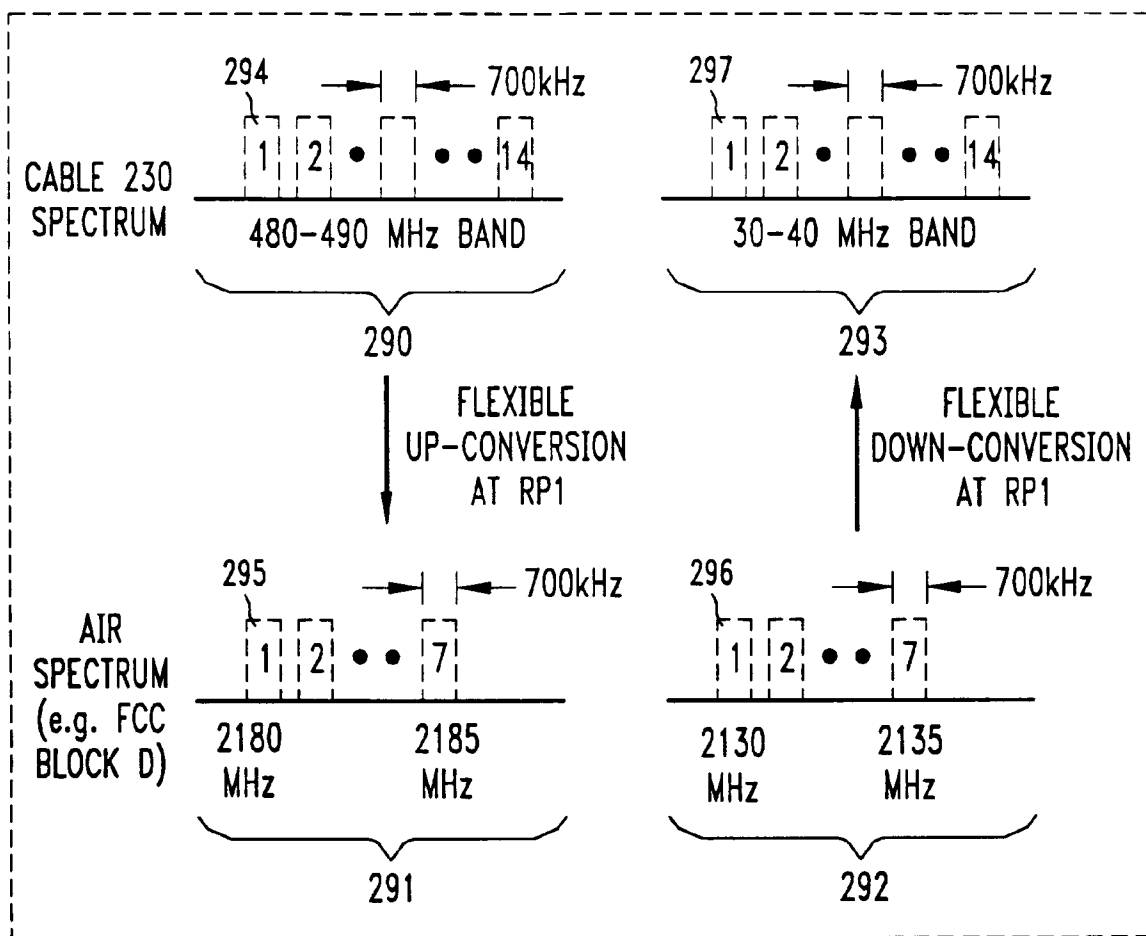 294
700kHz
297
700kHz
CABLE 230
SPECTRUM
1 2 14
1 2 14
480-490 MHz BAND
30-40 MHz BAND
290
293
FLEXIBLE
UP-CONVERSION
AT RP1
FLEXIBLE
DOWN-CONVERSION
AT RP1
295
700kHz
296
700kHz
AIR
SPECTRUM
(e.g. FCC
BLOCK D)
1 2 7
1 2 7
2180
MHz
2185
MHz
2130
MHz
2135
MHz
291
292